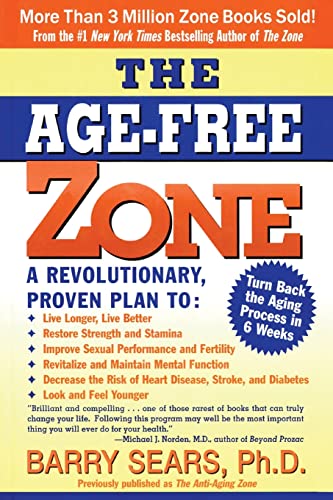 More Than 3 Million Zone Books Sold!
From the #1 New York Times Bestselling Author of The Zone
THE
AGE-FREE
ZONE
A REVOLUTIONARY,
PROVEN PLAN TO:
Live Longer, Live Better
Restore Strength and Stamina
Improve Sexual Performance and Fertility
Revitalize and Maintain Mental Function
Decrease the Risk of Heart Disease, Stroke, and Diabetes
Look and Feel Younger
Turn Back
the Aging
Process in
6 Weeks
"Brilliant and compelling . . . one of those rarest of books that can truly
change your life. Following this program may well be the most important
thing you will ever do for your health."
—Michael J. Norden, M.D., author of Beyond Prozac
BARRY SEARS, Ph.D.
Previously published as The Anti-Aging Zone